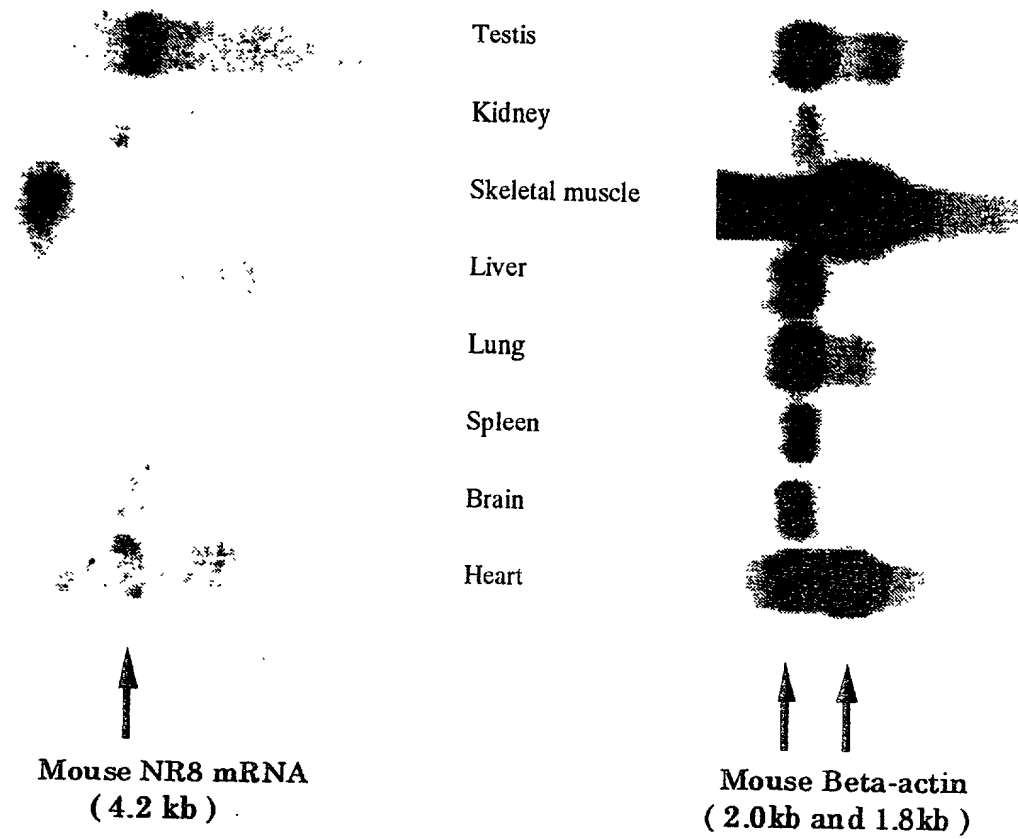 Testis
Kidney
Skeletal muscle
Liver
Lung
Spleen
Brain
Heart
Mouse NR8 mRNA
( 4.2 kb )
Mouse Beta-actin
( 2.0kb and 1.8kb )